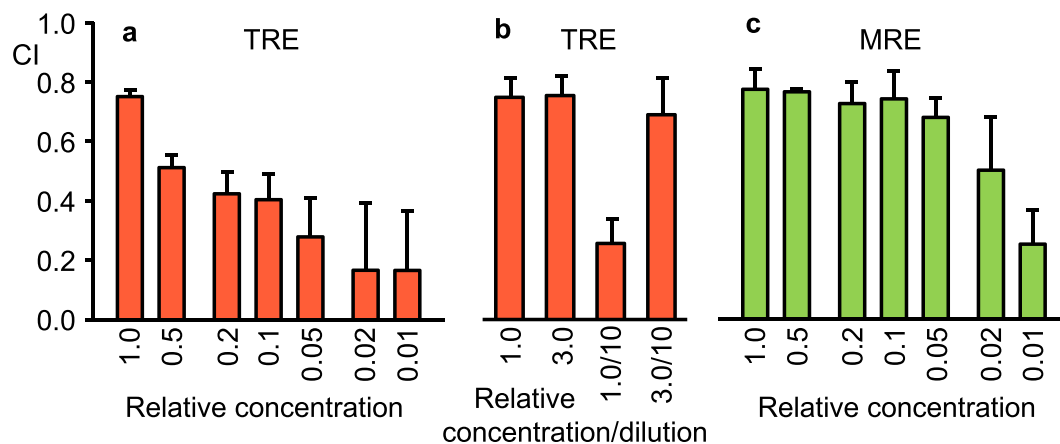 a TRE
b TRE
c MRE
CI
1.0
0.8
0.6
0.4
0.2
0.0
1.0 0.5 0.2 0.1 0.05 0.02 0.01
Relative concentration
1.0 3.0 1.0/10 3.0/10
Relative
concentration/dilution
1.0 0.5 0.2 0.1 0.05 0.02 0.01
Relative concentration